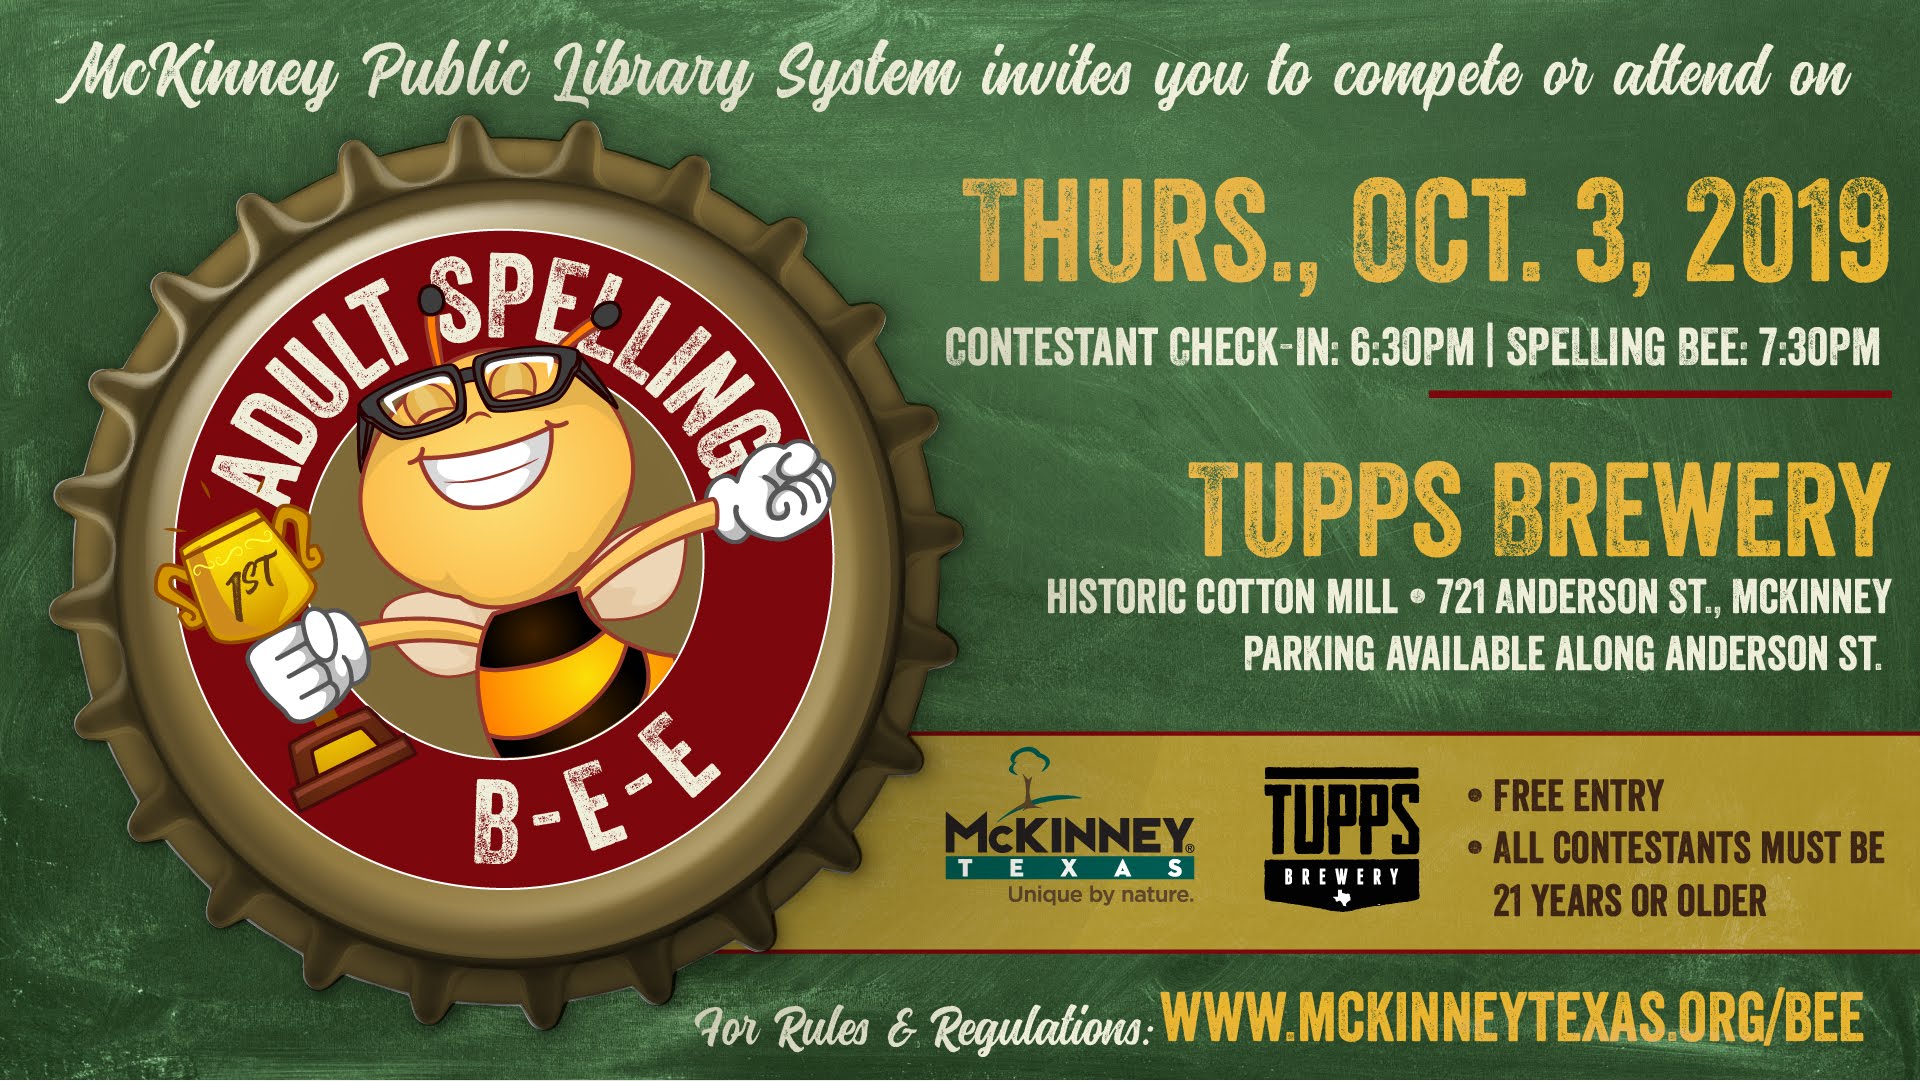 McKinney Public Library System invites you to compete or attend on
THURS., OCT. 3, 2019
CONTESTANT CHECK-IN: 6:30PM | SPELLING BEE: 7:30PM
ADULT SPELLING
B-E-E
1ST
TUPPS BREWERY
HISTORIC COTTON MILL • 721 ANDERSON ST., MCKINNEY
PARKING AVAILABLE ALONG ANDERSON ST.
McKINNEY®
TEXAS
Unique by nature.
TUPPS
BREWERY
• FREE ENTRY
• ALL CONTESTANTS MUST BE
21 YEARS OR OLDER
For Rules & Regulations: WWW.MCKINNEYTEXAS.ORG/BEE